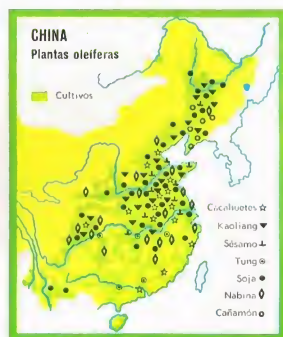 CHINA
Plantas oleíferas
Cultivos
Cacahuetes
Kaoliang
Sésamo
Tung
Soja
Nabina
Cañamón